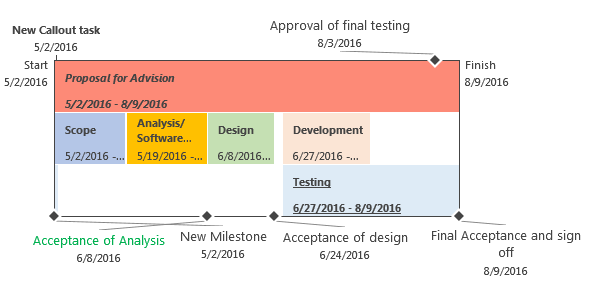 New Callout task
5/2/2016
Approval of final testing
8/3/2016
Start
5/2/2016
Finish
8/9/2016
Proposal for Advision
5/2/2016 - 8/9/2016
Scope
5/2/2016 -...
Analysis/
Software...
5/19/2016 -...
Design
6/8/2016...
Development
6/27/2016 -...
Testing
6/27/2016 - 8/9/2016
Acceptance of Analysis
6/8/2016
New Milestone
5/2/2016
Acceptance of design
6/24/2016
Final Acceptance and sign
off
8/9/2016